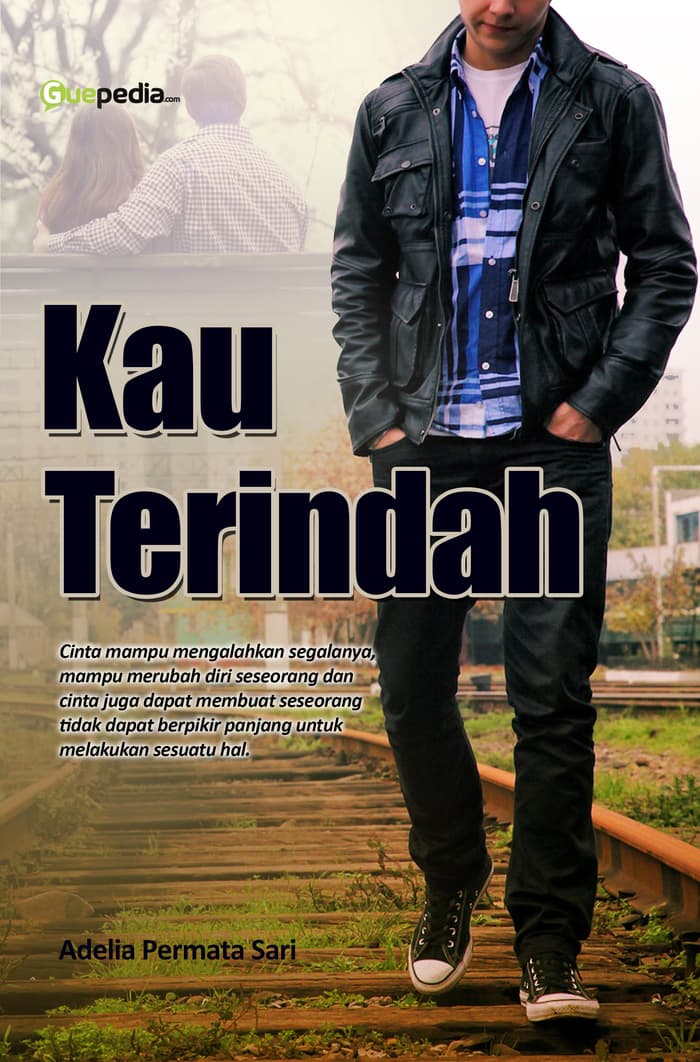 Guepedia.com
Kau
Terindah
Cinta mampu mengalahkan segalanya,
mampu merubah diri seseorang dan
cinta juga dapat membuat seseorang
tidak dapat berpikir panjang untuk
melakukan sesuatu hal.
Adelia Permata Sari